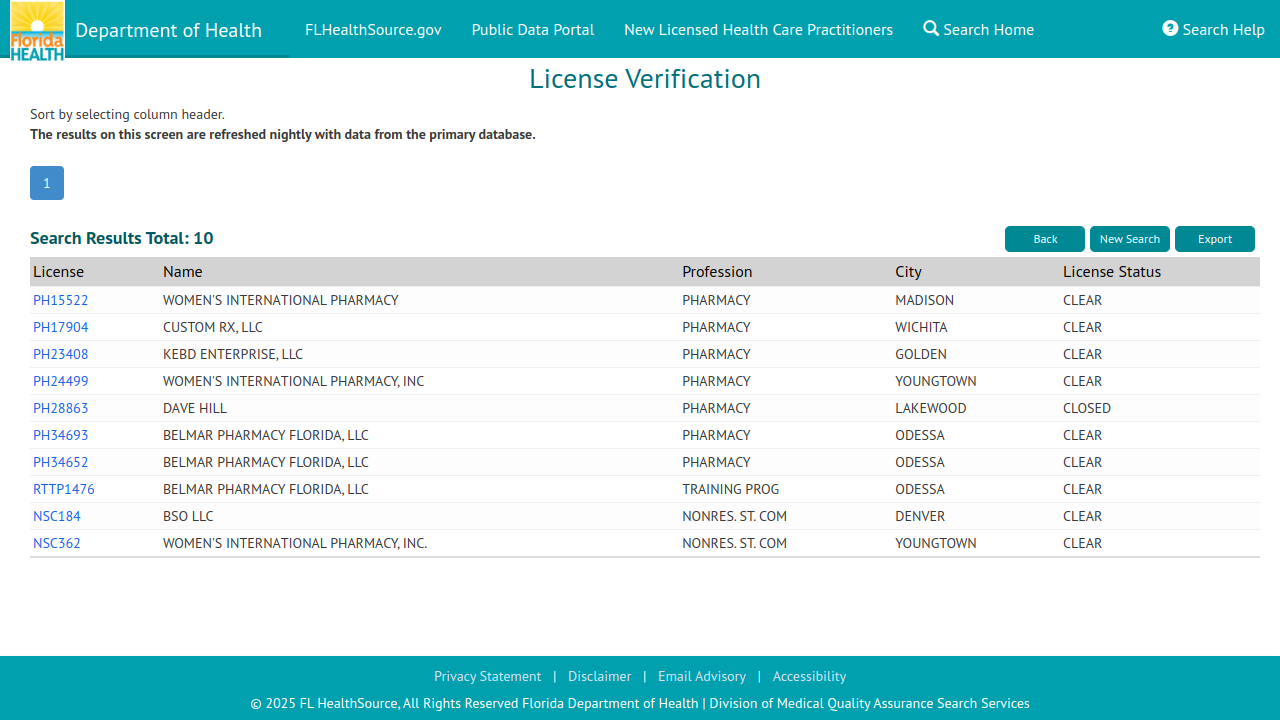 Florida HEALTH Department of Health FLHealthSource.gov Public Data Portal New Licensed Health Care Practitioners Search Home Search Help
License Verification
Sort by selecting column header.
The results on this screen are refreshed nightly with data from the primary database.
1
Search Results Total: 10 Back New Search Export
License Name Profession City License Status
PH15522 WOMEN'S INTERNATIONAL PHARMACY PHARMACY MADISON CLEAR
PH17904 CUSTOM RX, LLC PHARMACY WICHITA CLEAR
PH23408 KEBD ENTERPRISE, LLC PHARMACY GOLDEN CLEAR
PH24499 WOMEN'S INTERNATIONAL PHARMACY, INC PHARMACY YOUNGTOWN CLEAR
PH28863 DAVE HILL PHARMACY LAKEWOOD CLOSED
PH34693 BELMAR PHARMACY FLORIDA, LLC PHARMACY ODESSA CLEAR
PH34652 BELMAR PHARMACY FLORIDA, LLC PHARMACY ODESSA CLEAR
RTTP1476 BELMAR PHARMACY FLORIDA, LLC TRAINING PROG ODESSA CLEAR
NSC184 BSO LLC NONRES. ST. COM DENVER CLEAR
NSC362 WOMEN'S INTERNATIONAL PHARMACY, INC. NONRES. ST. COM YOUNGTOWN CLEAR
Privacy Statement | Disclaimer | Email Advisory | Accessibility
© 2025 FL HealthSource, All Rights Reserved Florida Department of Health | Division of Medical Quality Assurance Search Services